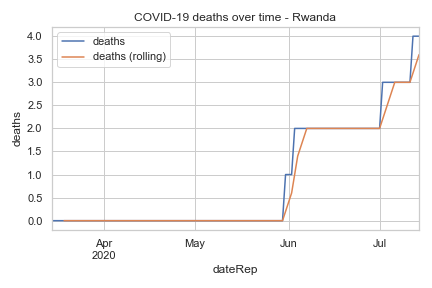 COVID-19 deaths over time - Rwanda
deaths
deaths (rolling)
4.0
3.5
3.0
2.5
2.0
1.5
1.0
0.5
0.0
deaths
Apr
2020
May
Jun
Jul
dateRep